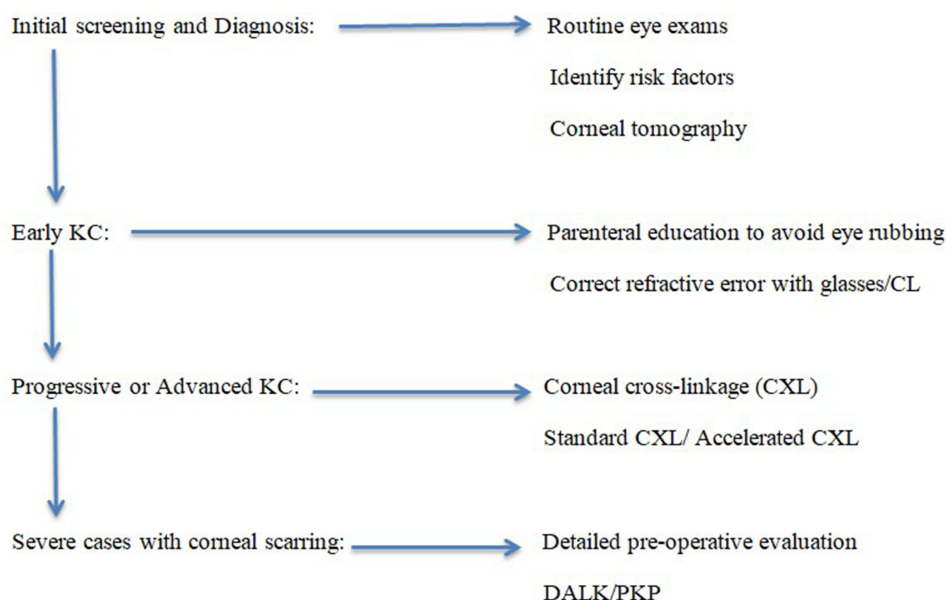 Initial screening and Diagnosis:
Routine eye exams
Identify risk factors
Corneal tomography
Early KC:
Parenteral education to avoid eye rubbing
Correct refractive error with glasses/CL
Progressive or Advanced KC:
Corneal cross-linkage (CXL)
Standard CXL/ Accelerated CXL
Severe cases with corneal scarring:
Detailed pre-operative evaluation
DALK/PKP